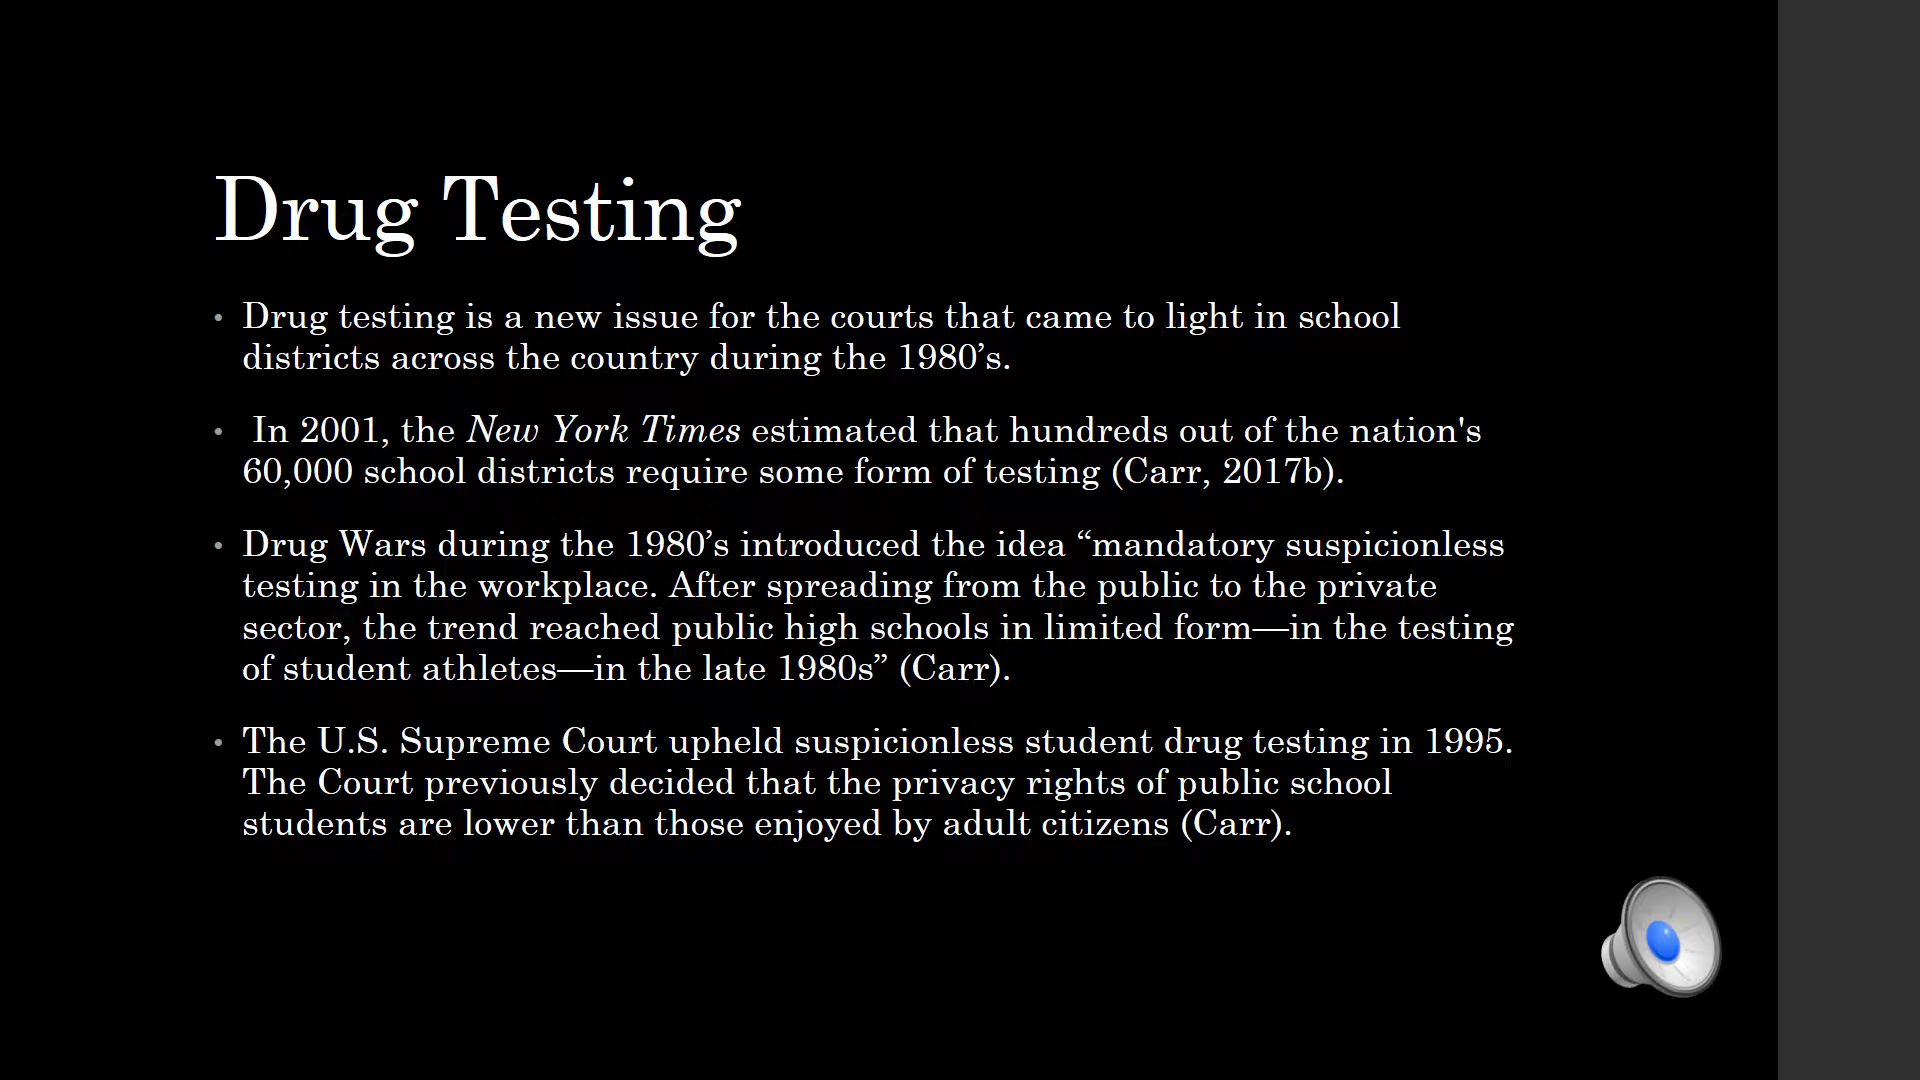 Drug Testing
• Drug testing is a new issue for the courts that came to light in school
districts across the country during the 1980’s.
• In 2001, the New York Times estimated that hundreds out of the nation's
60,000 school districts require some form of testing (Carr, 2017b).
• Drug Wars during the 1980’s introduced the idea “mandatory suspicionless
testing in the workplace. After spreading from the public to the private
sector, the trend reached public high schools in limited form—in the testing
of student athletes—in the late 1980s” (Carr).
• The U.S. Supreme Court upheld suspicionless student drug testing in 1995.
The Court previously decided that the privacy rights of public school
students are lower than those enjoyed by adult citizens (Carr).